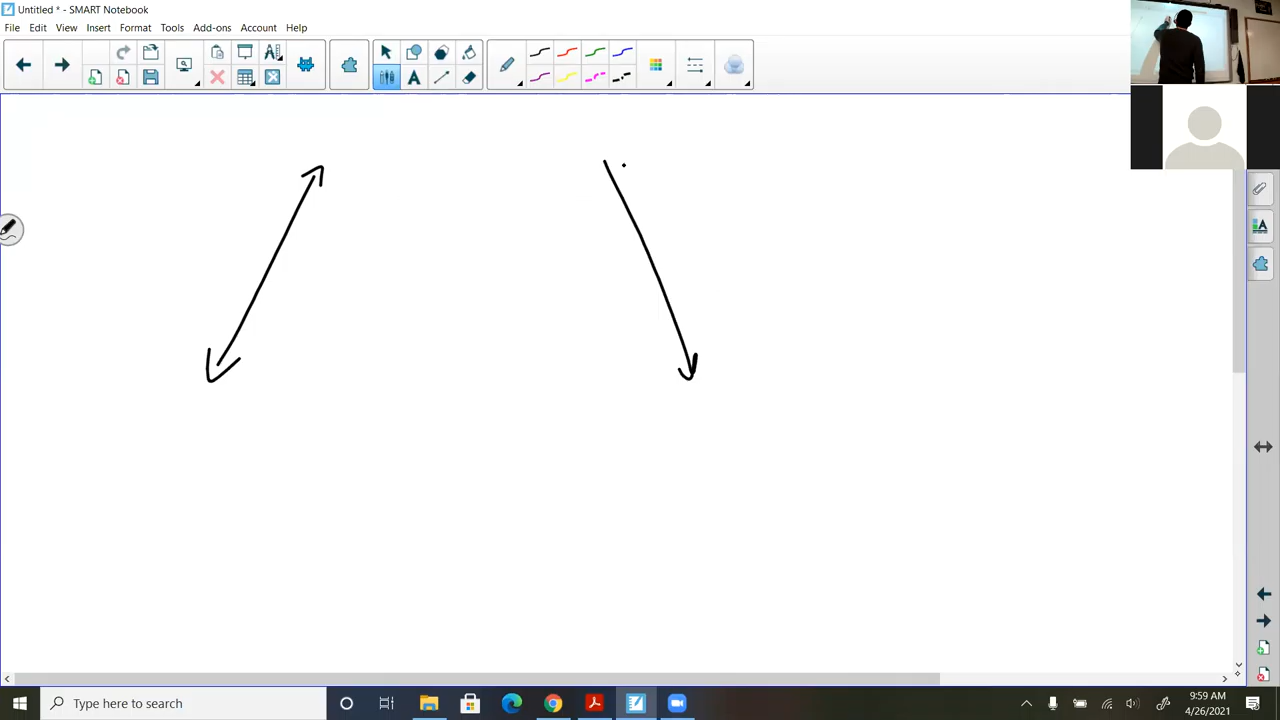 Untitled * - SMART Notebook
File Edit View Insert Format Tools Add-ons Account Help
Type here to search
9:59 AM
4/26/2021